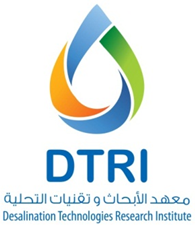 DTRI
معهد الأبحاث و تقنيات التحلية
Desalination Technologies Research Institute